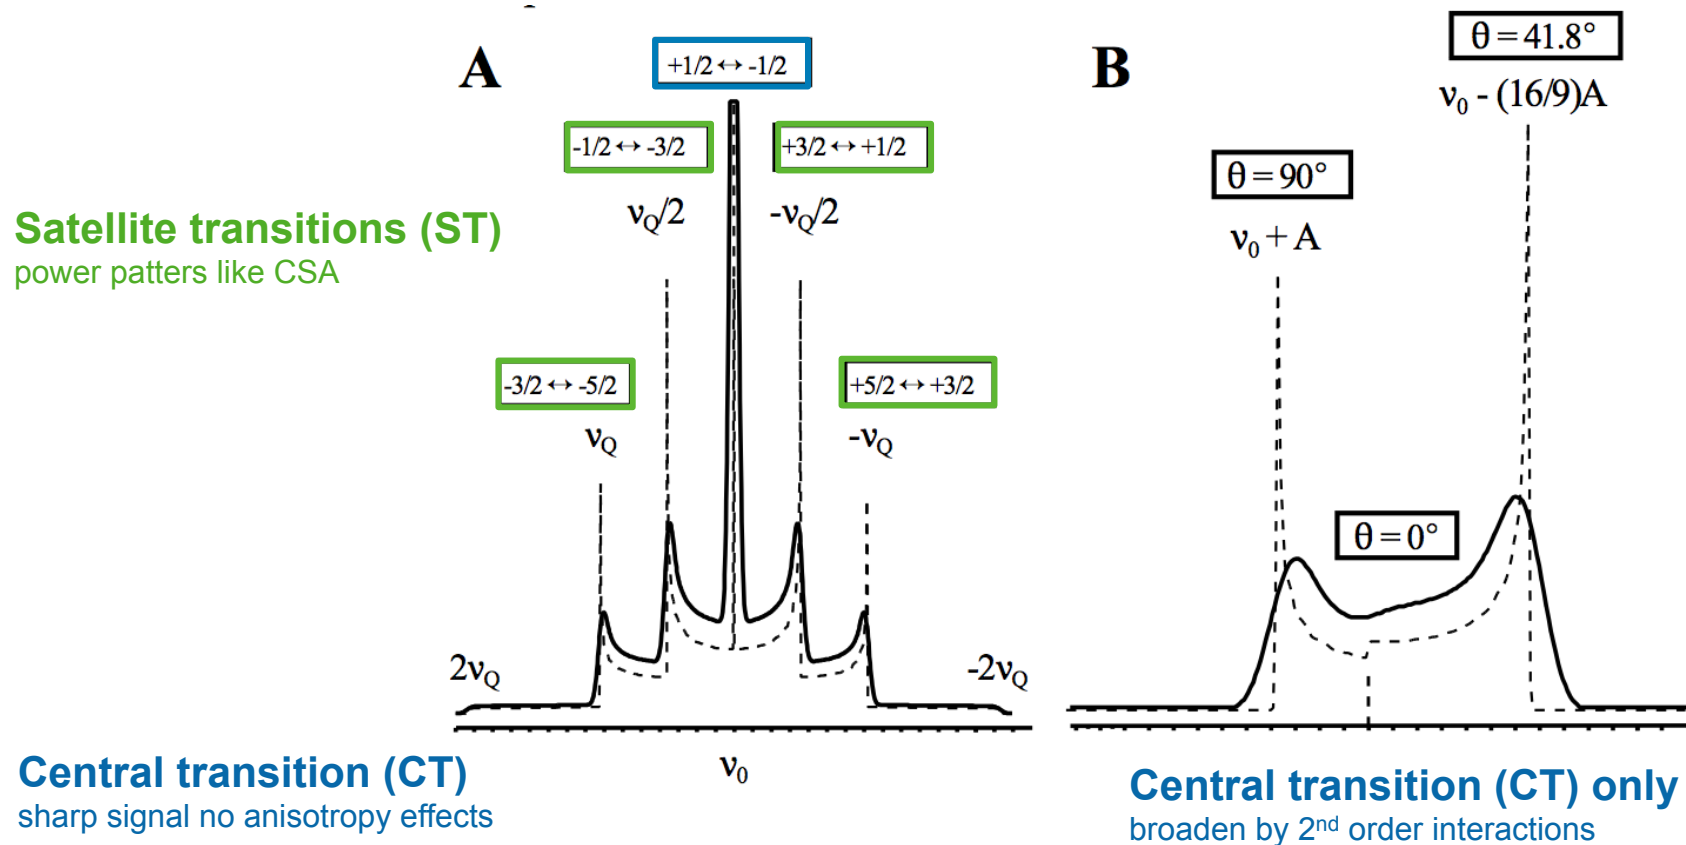 A
+1/2 ↔ -1/2
-1/2 ↔ -3/2
+3/2 ↔ +1/2
νQ/2
-νQ/2
Satellite transitions (ST)
power patters like CSA
-3/2 ↔ -5/2
+5/2 ↔ +3/2
νQ
-νQ
2νQ
-2νQ
ν0
Central transition (CT)
sharp signal no anisotropy effects
B
θ = 41.8°
ν0 - (16/9)A
θ = 90°
ν0 + A
θ = 0°
Central transition (CT) only
broaden by 2nd order interactions